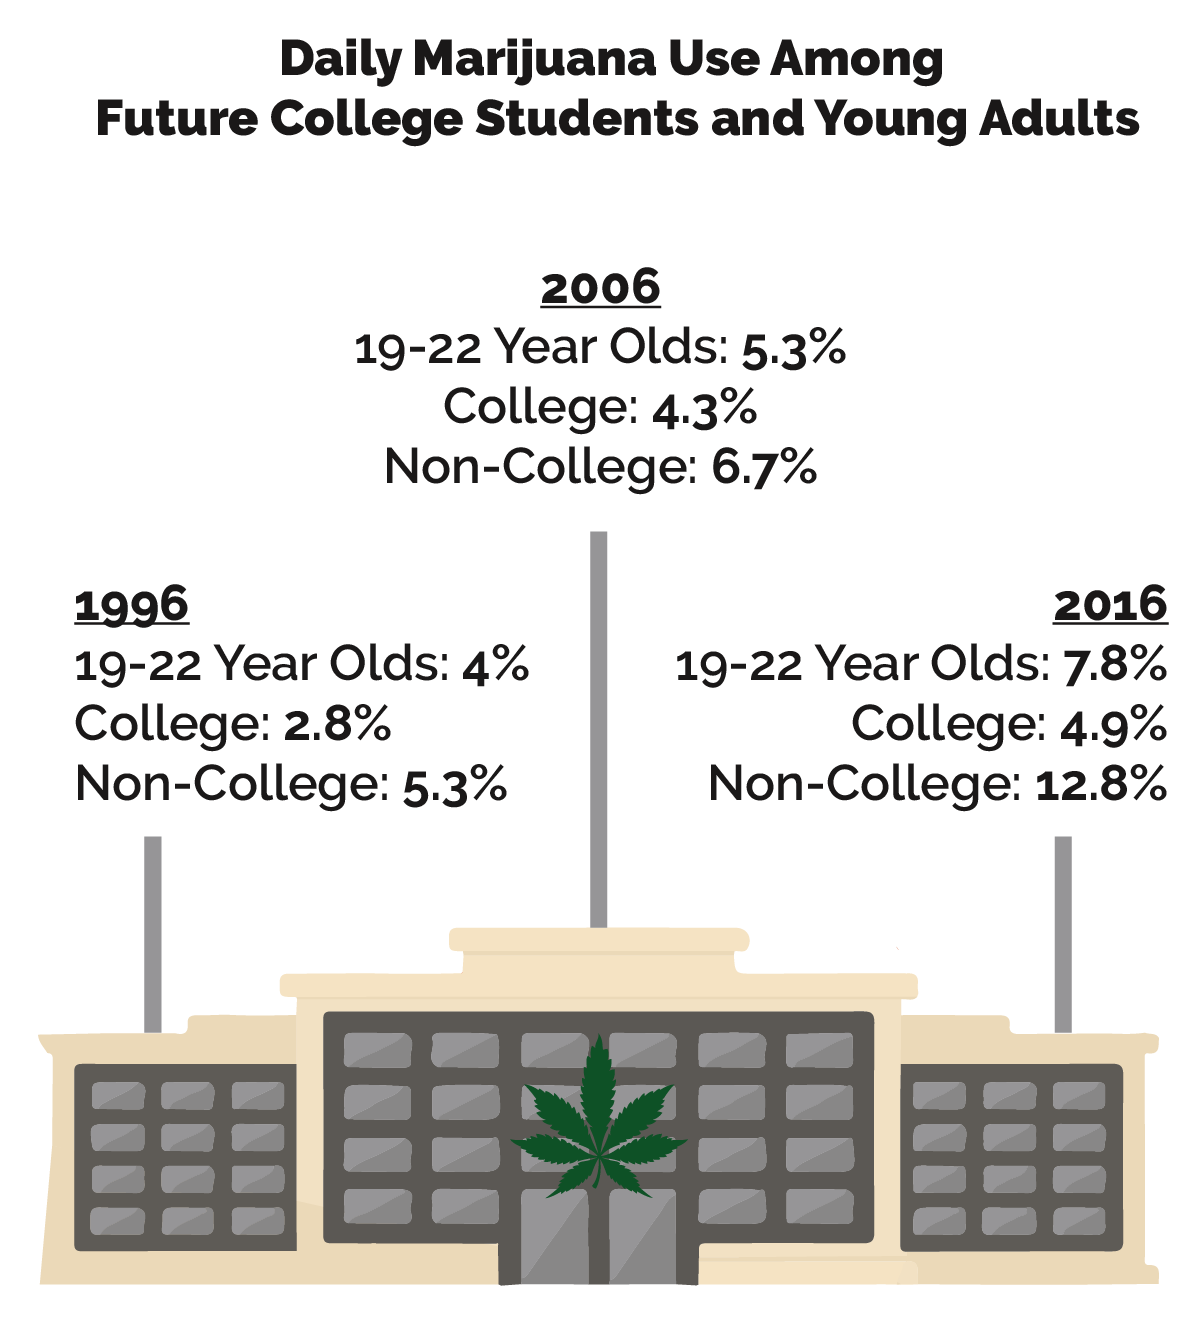 Daily Marijuana Use Among
Future College Students and Young Adults
2006
19-22 Year Olds: 5.3%
College: 4.3%
Non-College: 6.7%
1996
19-22 Year Olds: 4%
College: 2.8%
Non-College: 5.3%
2016
19-22 Year Olds: 7.8%
College: 4.9%
Non-College: 12.8%